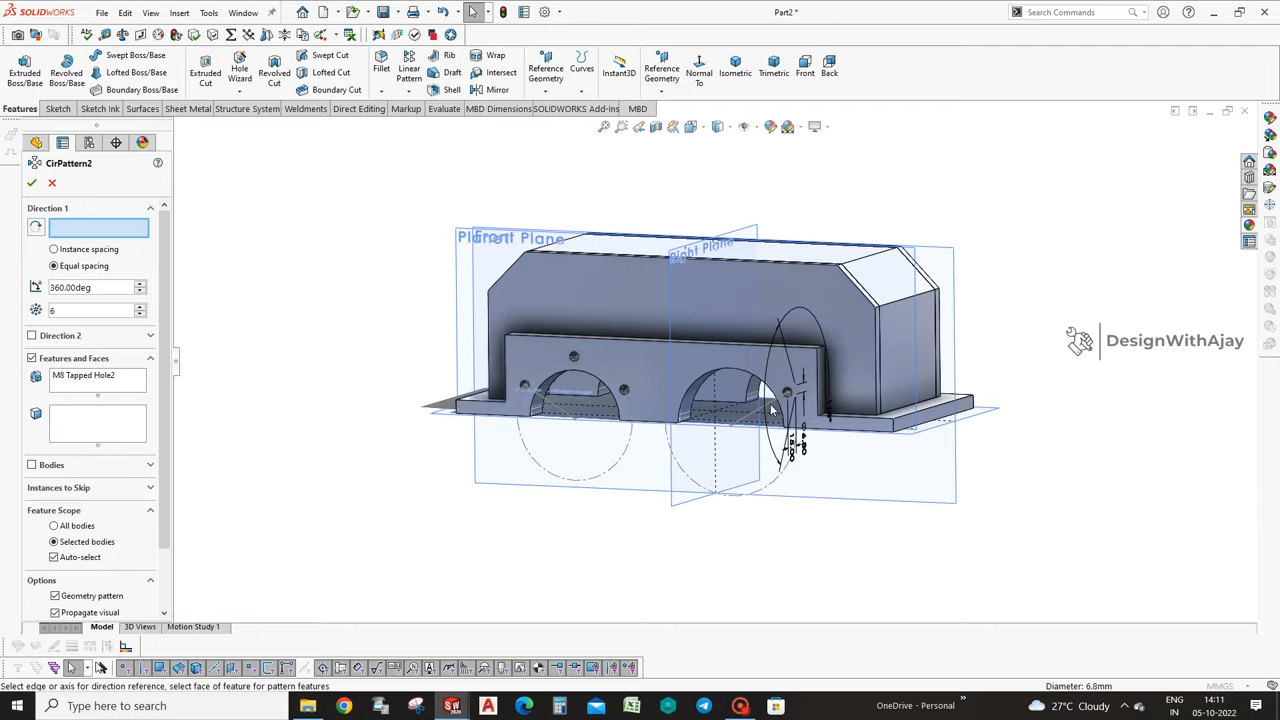 SOLIDWORKS File Edit View Insert Tools Window Part2 * Search Commands
Extruded Boss/Base Revolved Boss/Base Swept Boss/Base Lofted Boss/Base Boundary Boss/Base Extruded Cut Hole Wizard Revolved Cut Swept Cut Lofted Cut Boundary Cut Fillet Linear Pattern Rib Draft Shell Wrap Intersect Mirror Reference Geometry Curves Instant3D Reference Geometry Normal To Isometric Trimetric Front Back
Features Sketch Sketch Ink Surfaces Sheet Metal Structure System Weldments Direct Editing Markup Evaluate MBD Dimensions SOLIDWORKS Add-Ins MBD
CirPattern2
Direction 1
Instance spacing
Equal spacing
360.00deg
6
Direction 2
Features and Faces
M8 Tapped Hole2
Bodies
Instances to Skip
Feature Scope
All bodies
Selected bodies
Auto-select
Options
Geometry pattern
Propagate visual
Front Plane
Right Plane
DesignWithAjay
Model 3D Views Motion Study 1
Select edge or axis for direction reference, select face of feature for pattern features Diameter: 6.8mm MMGS
Type here to search OneDrive - Personal 27°C Cloudy ENG IN 14:11 05-10-2022